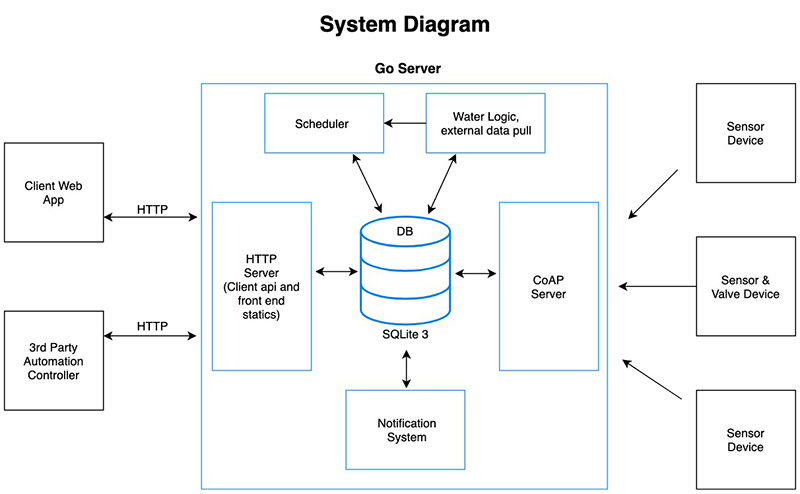 System Diagram
Go Server
Scheduler
Water Logic,
external data pull
Sensor
Device
Client Web
App
HTTP
DB
HTTP
Server
(Client api and
front end
statics)
CoAP
Server
Sensor &
Valve Device
HTTP
SQLite 3
3rd Party
Automation
Controller
Notification
System
Sensor
Device